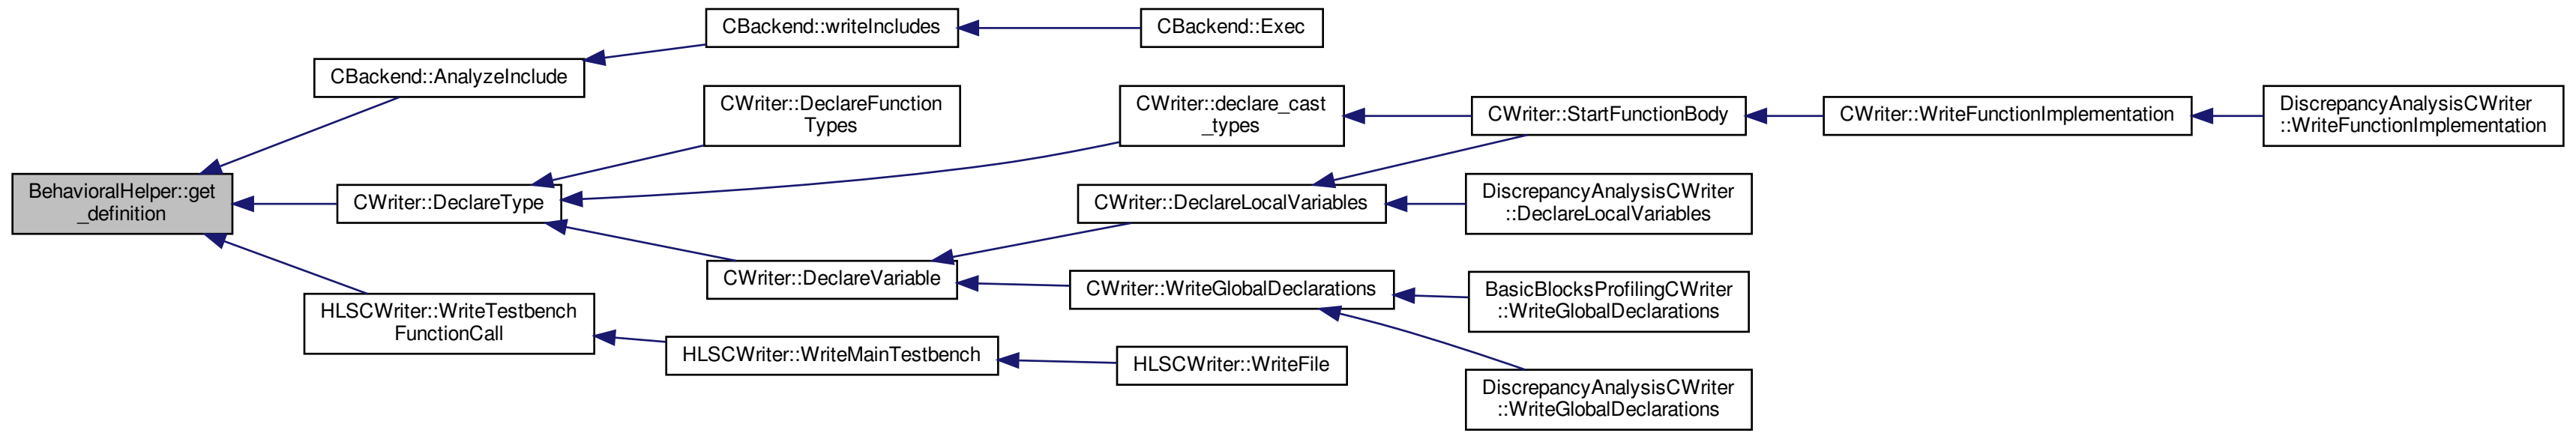 BehavioralHelper::get
_definition
CBackend::AnalyzeInclude
CBackend::writeIncludes
CBackend::Exec
CWriter::DeclareType
CWriter::DeclareFunction
Types
CWriter::declare_cast
_types
CWriter::StartFunctionBody
CWriter::WriteFunctionImplementation
DiscrepancyAnalysisCWriter
::WriteFunctionImplementation
CWriter::DeclareVariable
CWriter::DeclareLocalVariables
DiscrepancyAnalysisCWriter
::DeclareLocalVariables
CWriter::WriteGlobalDeclarations
BasicBlocksProfilingCWriter
::WriteGlobalDeclarations
DiscrepancyAnalysisCWriter
::WriteGlobalDeclarations
HLSCWriter::WriteTestbench
FunctionCall
HLSCWriter::WriteMainTestbench
HLSCWriter::WriteFile